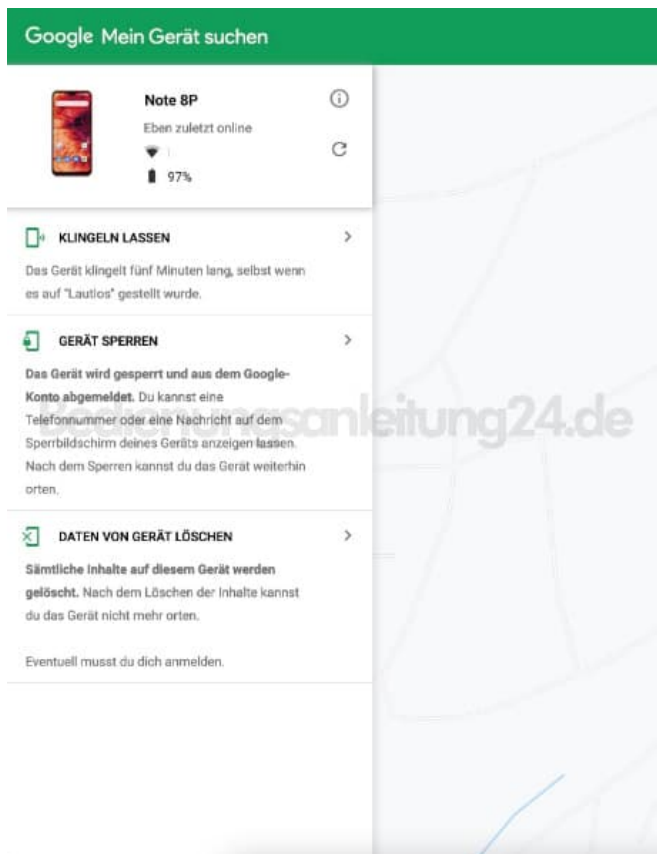 Google Mein Gerät suchen
Note 8P
Eben zuletzt online
97%
KLINGELN LASSEN
Das Gerät klingelt fünf Minuten lang, selbst wenn
es auf "Lautlos" gestellt wurde.
GERÄT SPERREN
Das Gerät wird gesperrt und aus dem Google-
Konto abgemeldet. Du kannst eine
Telefonnummer oder eine Nachricht auf dem
Sperrbildschirm deines Geräts anzeigen lassen.
Nach dem Sperren kannst du das Gerät weiterhin
orten.
Bedienungsanleitung24.de
DATEN VON GERÄT LÖSCHEN
Sämtliche Inhalte auf diesem Gerät werden
gelöscht. Nach dem Löschen der Inhalte kannst
du das Gerät nicht mehr orten.
Eventuell musst du dich anmelden.